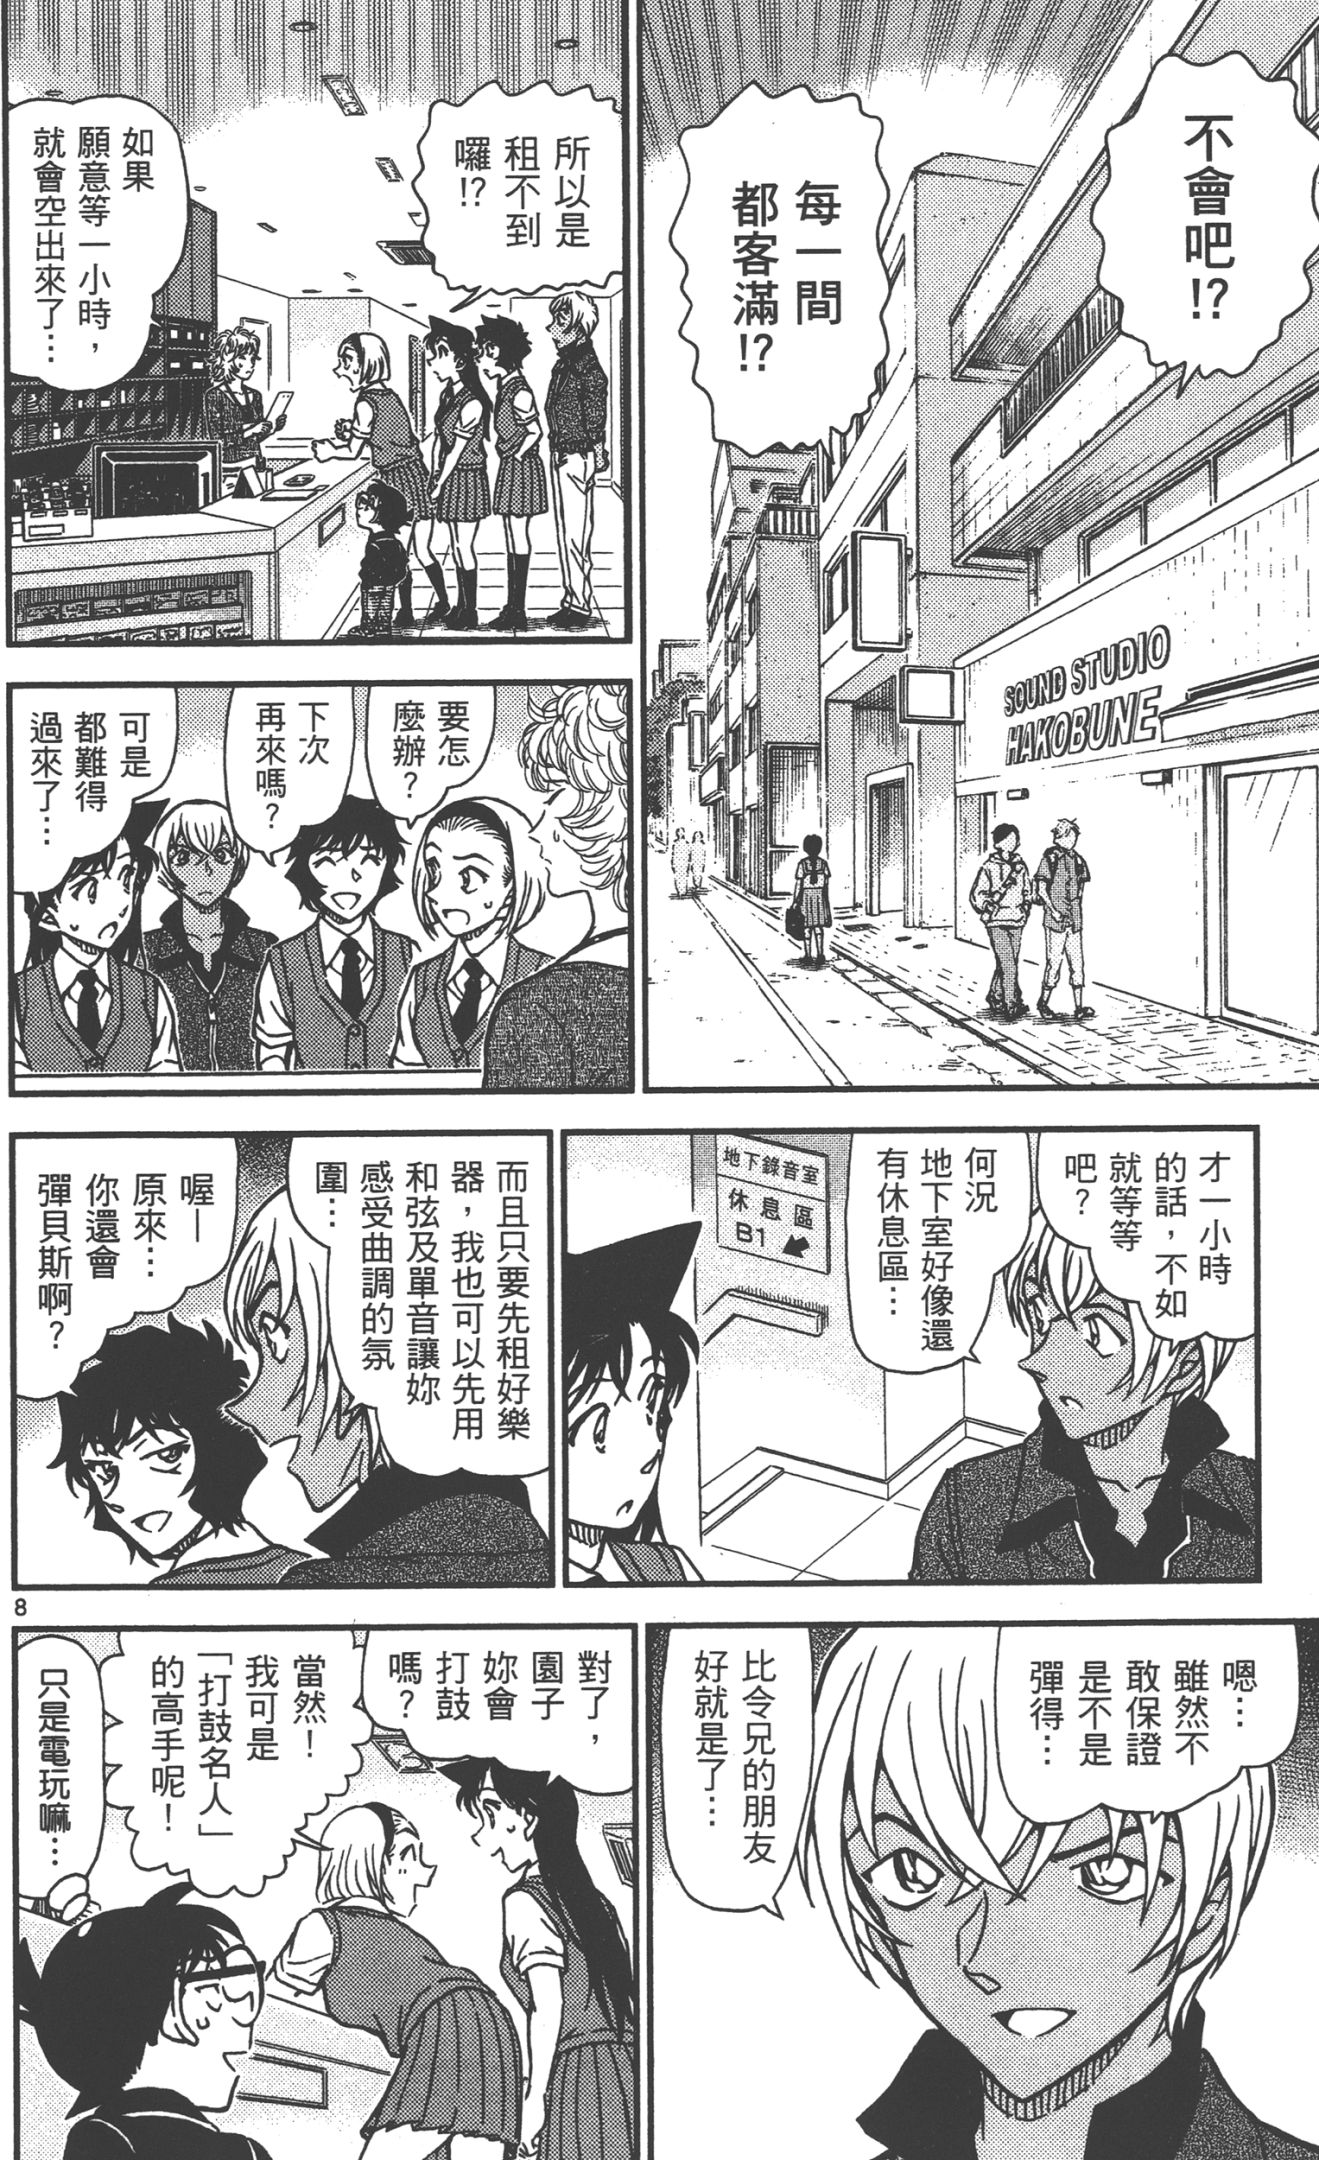 不會吧!?
每一間
都客滿!?
SOUND STUDIO
HAKOBUNE
所以是
租不到
囉!?
如果
願意等一小時，
就會空出來了…
要怎
麼辦？
下次
再來嗎？
可是
都難得
過來了…
才一小時
的話，不如
就等等
吧？
何況
地下室好像還
有休息區…
地下錄音室
休息區
B1
而且只要先租好樂
器，我也可以先用
和弦及單音讓妳
感受曲調的氛
圍…
喔—
原來…
你還會
彈貝斯啊？
嗯…
雖然不
敢保證
是不是
彈得…
比令兄的朋友
好就是了…
對了，
園子
妳會
打鼓
嗎？
當然！
我可是
「打鼓名人」
的高手呢！
只是電玩嘛…
8